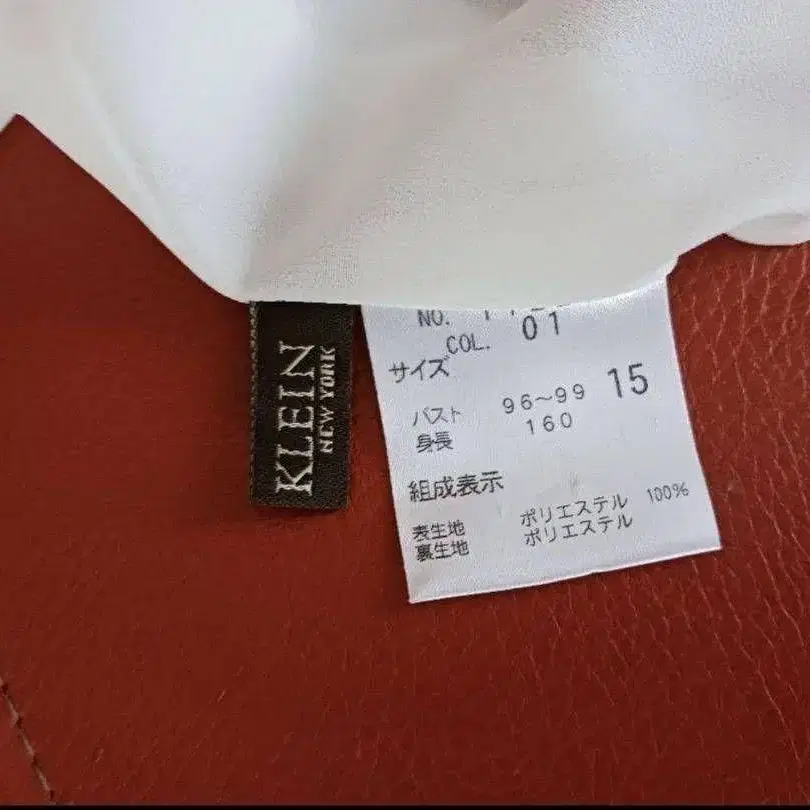 KLEIN
NEW YORK
NO.
COL. 01
サイズ 15
バスト 96～99
身長 160
組成表示
表生地 ポリエステル 100%
裏生地 ポリエステル